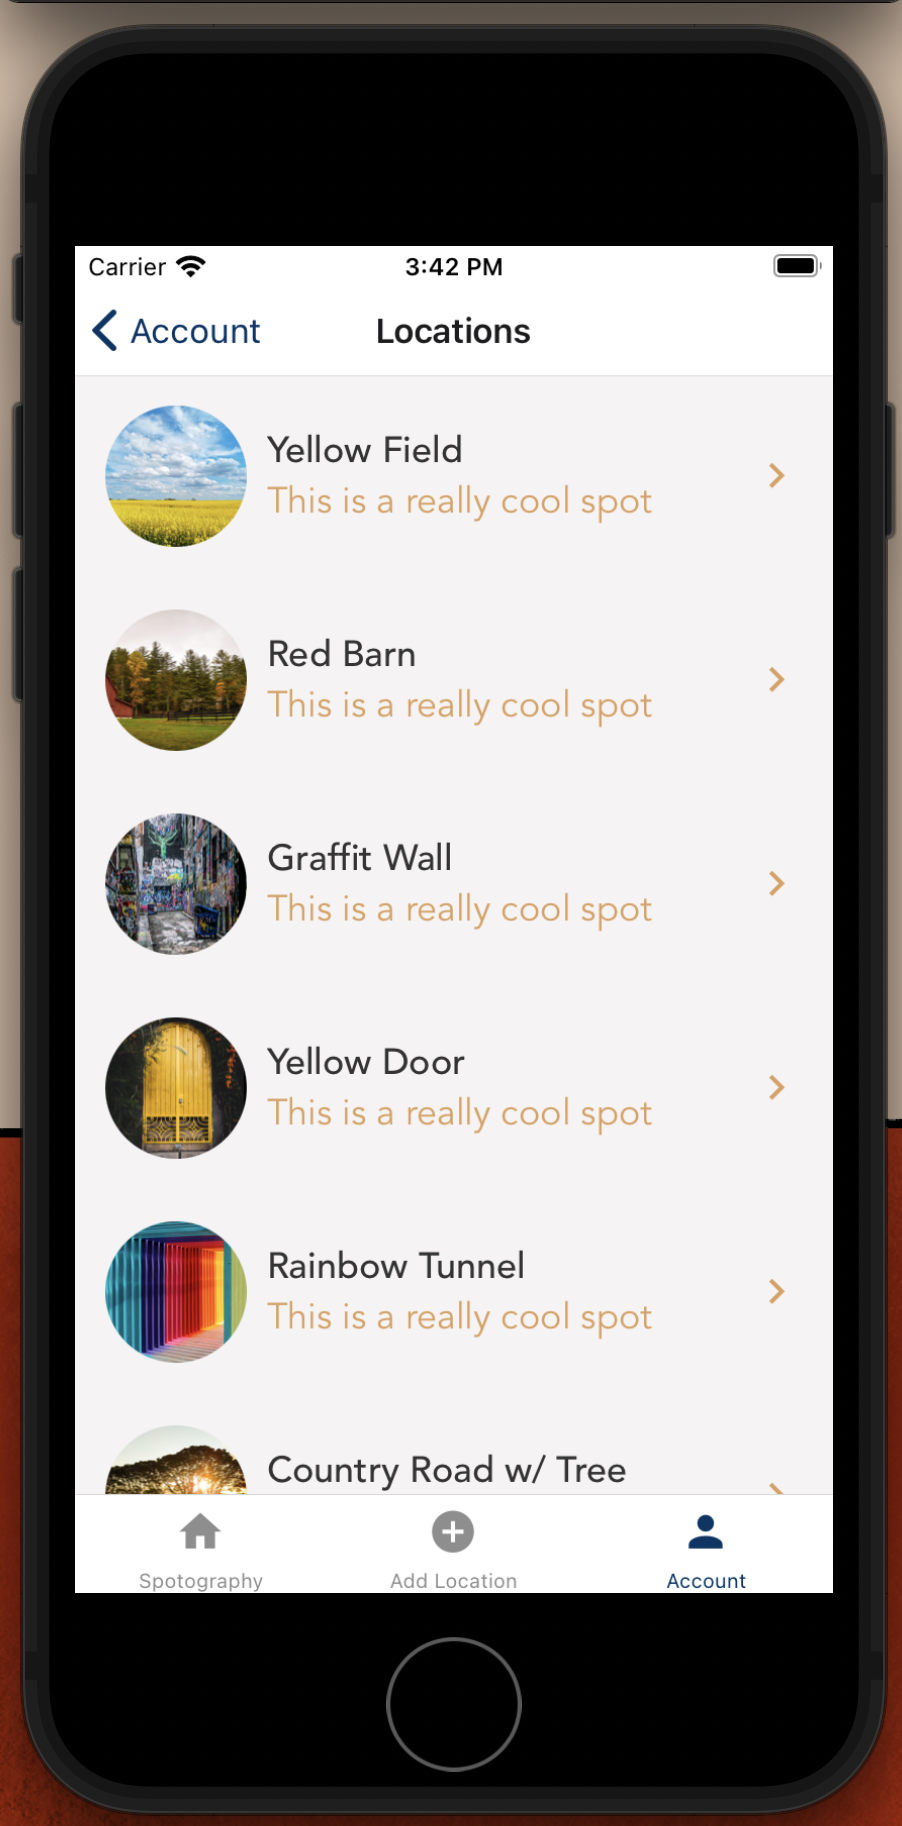 Carrier 3:42 PM
Account Locations
Yellow Field
This is a really cool spot
Red Barn
This is a really cool spot
Graffit Wall
This is a really cool spot
Yellow Door
This is a really cool spot
Rainbow Tunnel
This is a really cool spot
Country Road w/ Tree
Spotography Add Location Account